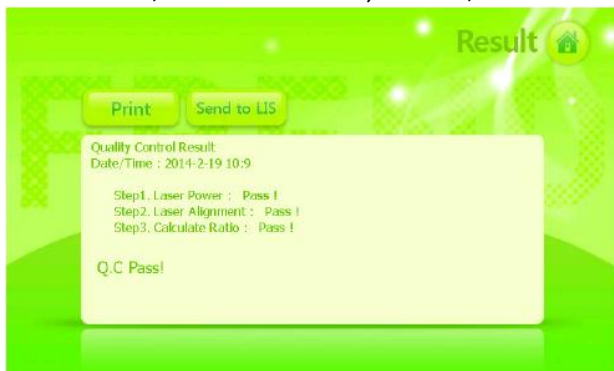 Result
Print
Send to LIS
Quality Control Result
Date/Time : 2014-2-19 10:9
Step1. Laser Power : Pass !
Step2. Laser Alignment : Pass !
Step3. Calculate Ratio : Pass !
Q.C Pass!